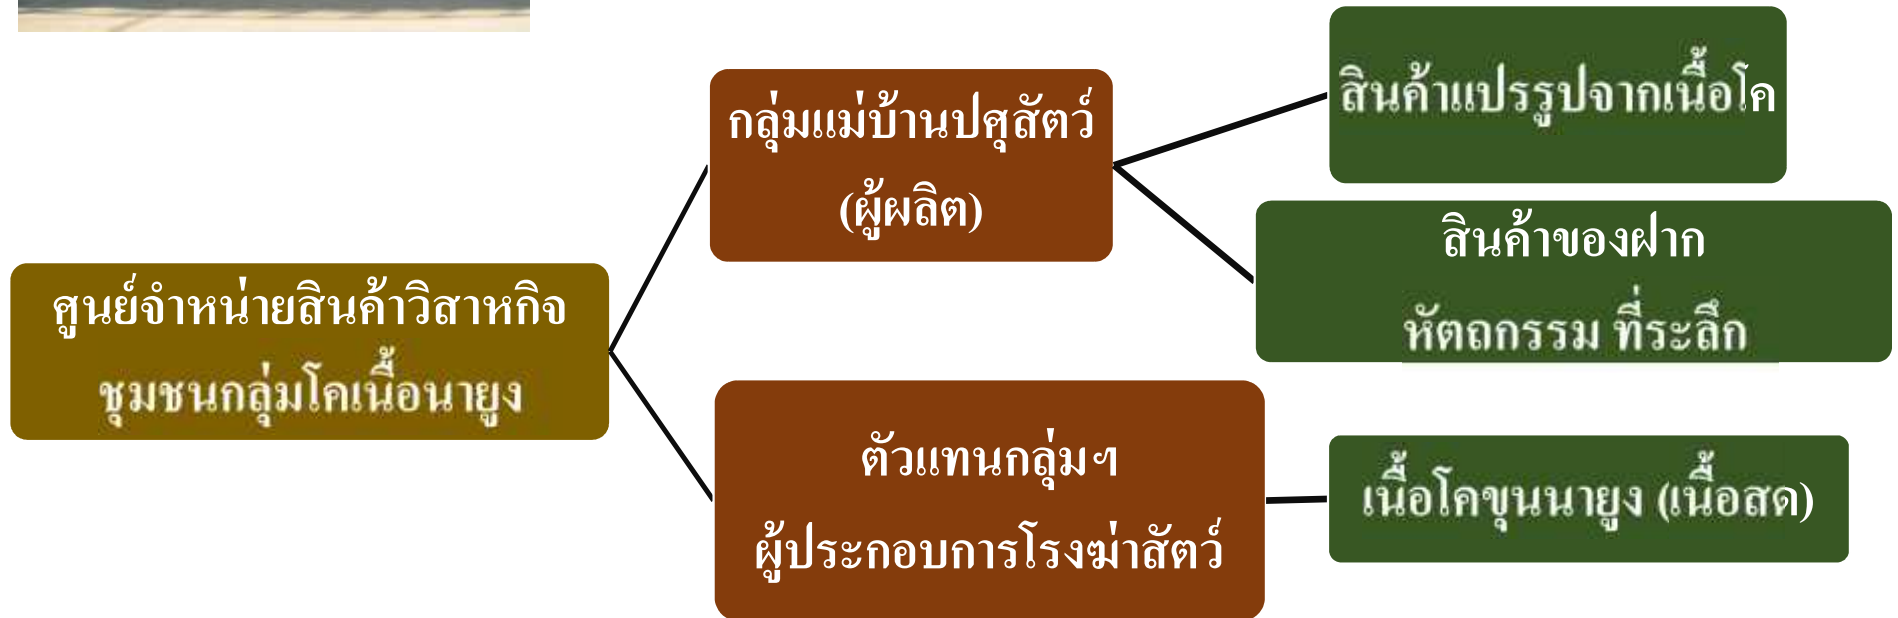 ศูนย์จำหน่ายสินค้าวิสาหกิจ
ชุมชนกลุ่มโคเนื้อนายูง
กลุ่มแม่บ้านปศุสัตว์
(ผู้ผลิต)
สินค้าแปรรูปจากเนื้อโค
สินค้าของฝาก
หัตถกรรม ที่ระลึก
ตัวแทนกลุ่มฯ
ผู้ประกอบการโรงฆ่าสัตว์
เนื้อโคขุนนายูง (เนื้อสด)